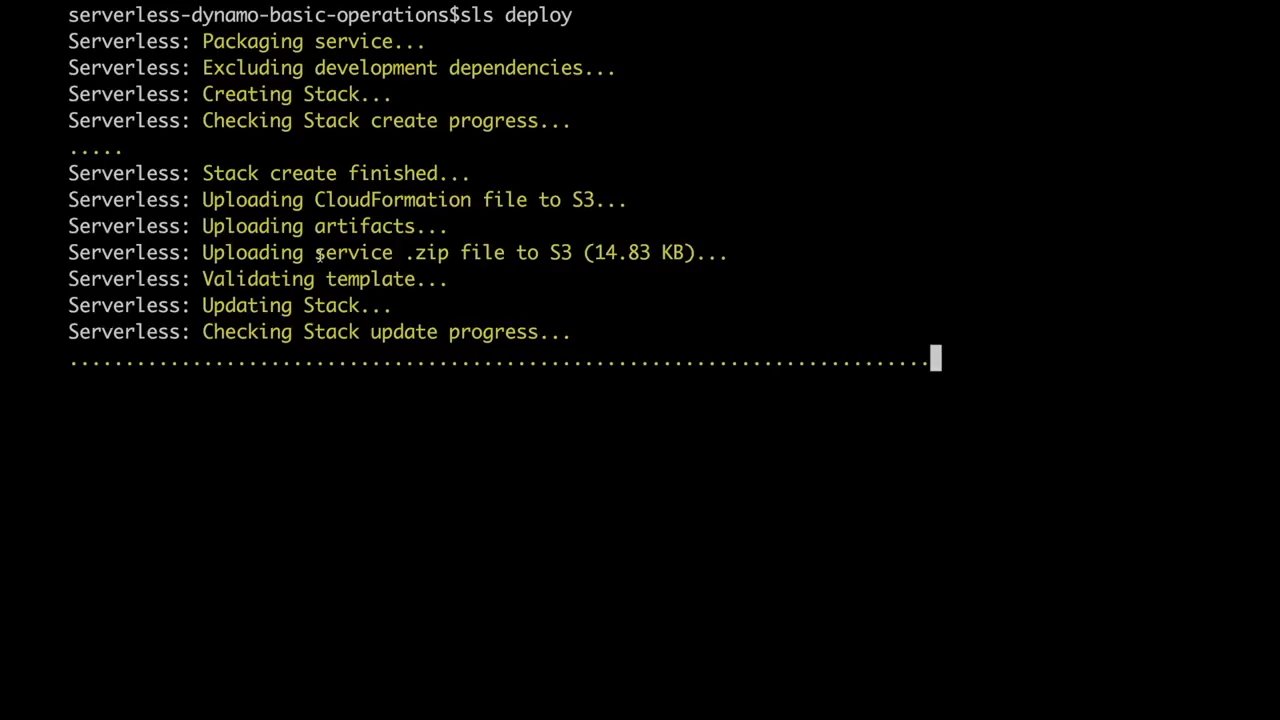 serverless-dynamo-basic-operations$sls deploy
Serverless: Packaging service...
Serverless: Excluding development dependencies...
Serverless: Creating Stack...
Serverless: Checking Stack create progress...
.....
Serverless: Stack create finished...
Serverless: Uploading CloudFormation file to S3...
Serverless: Uploading artifacts...
Serverless: Uploading service .zip file to S3 (14.83 KB)...
Serverless: Validating template...
Serverless: Updating Stack...
Serverless: Checking Stack update progress...
.............................................................................